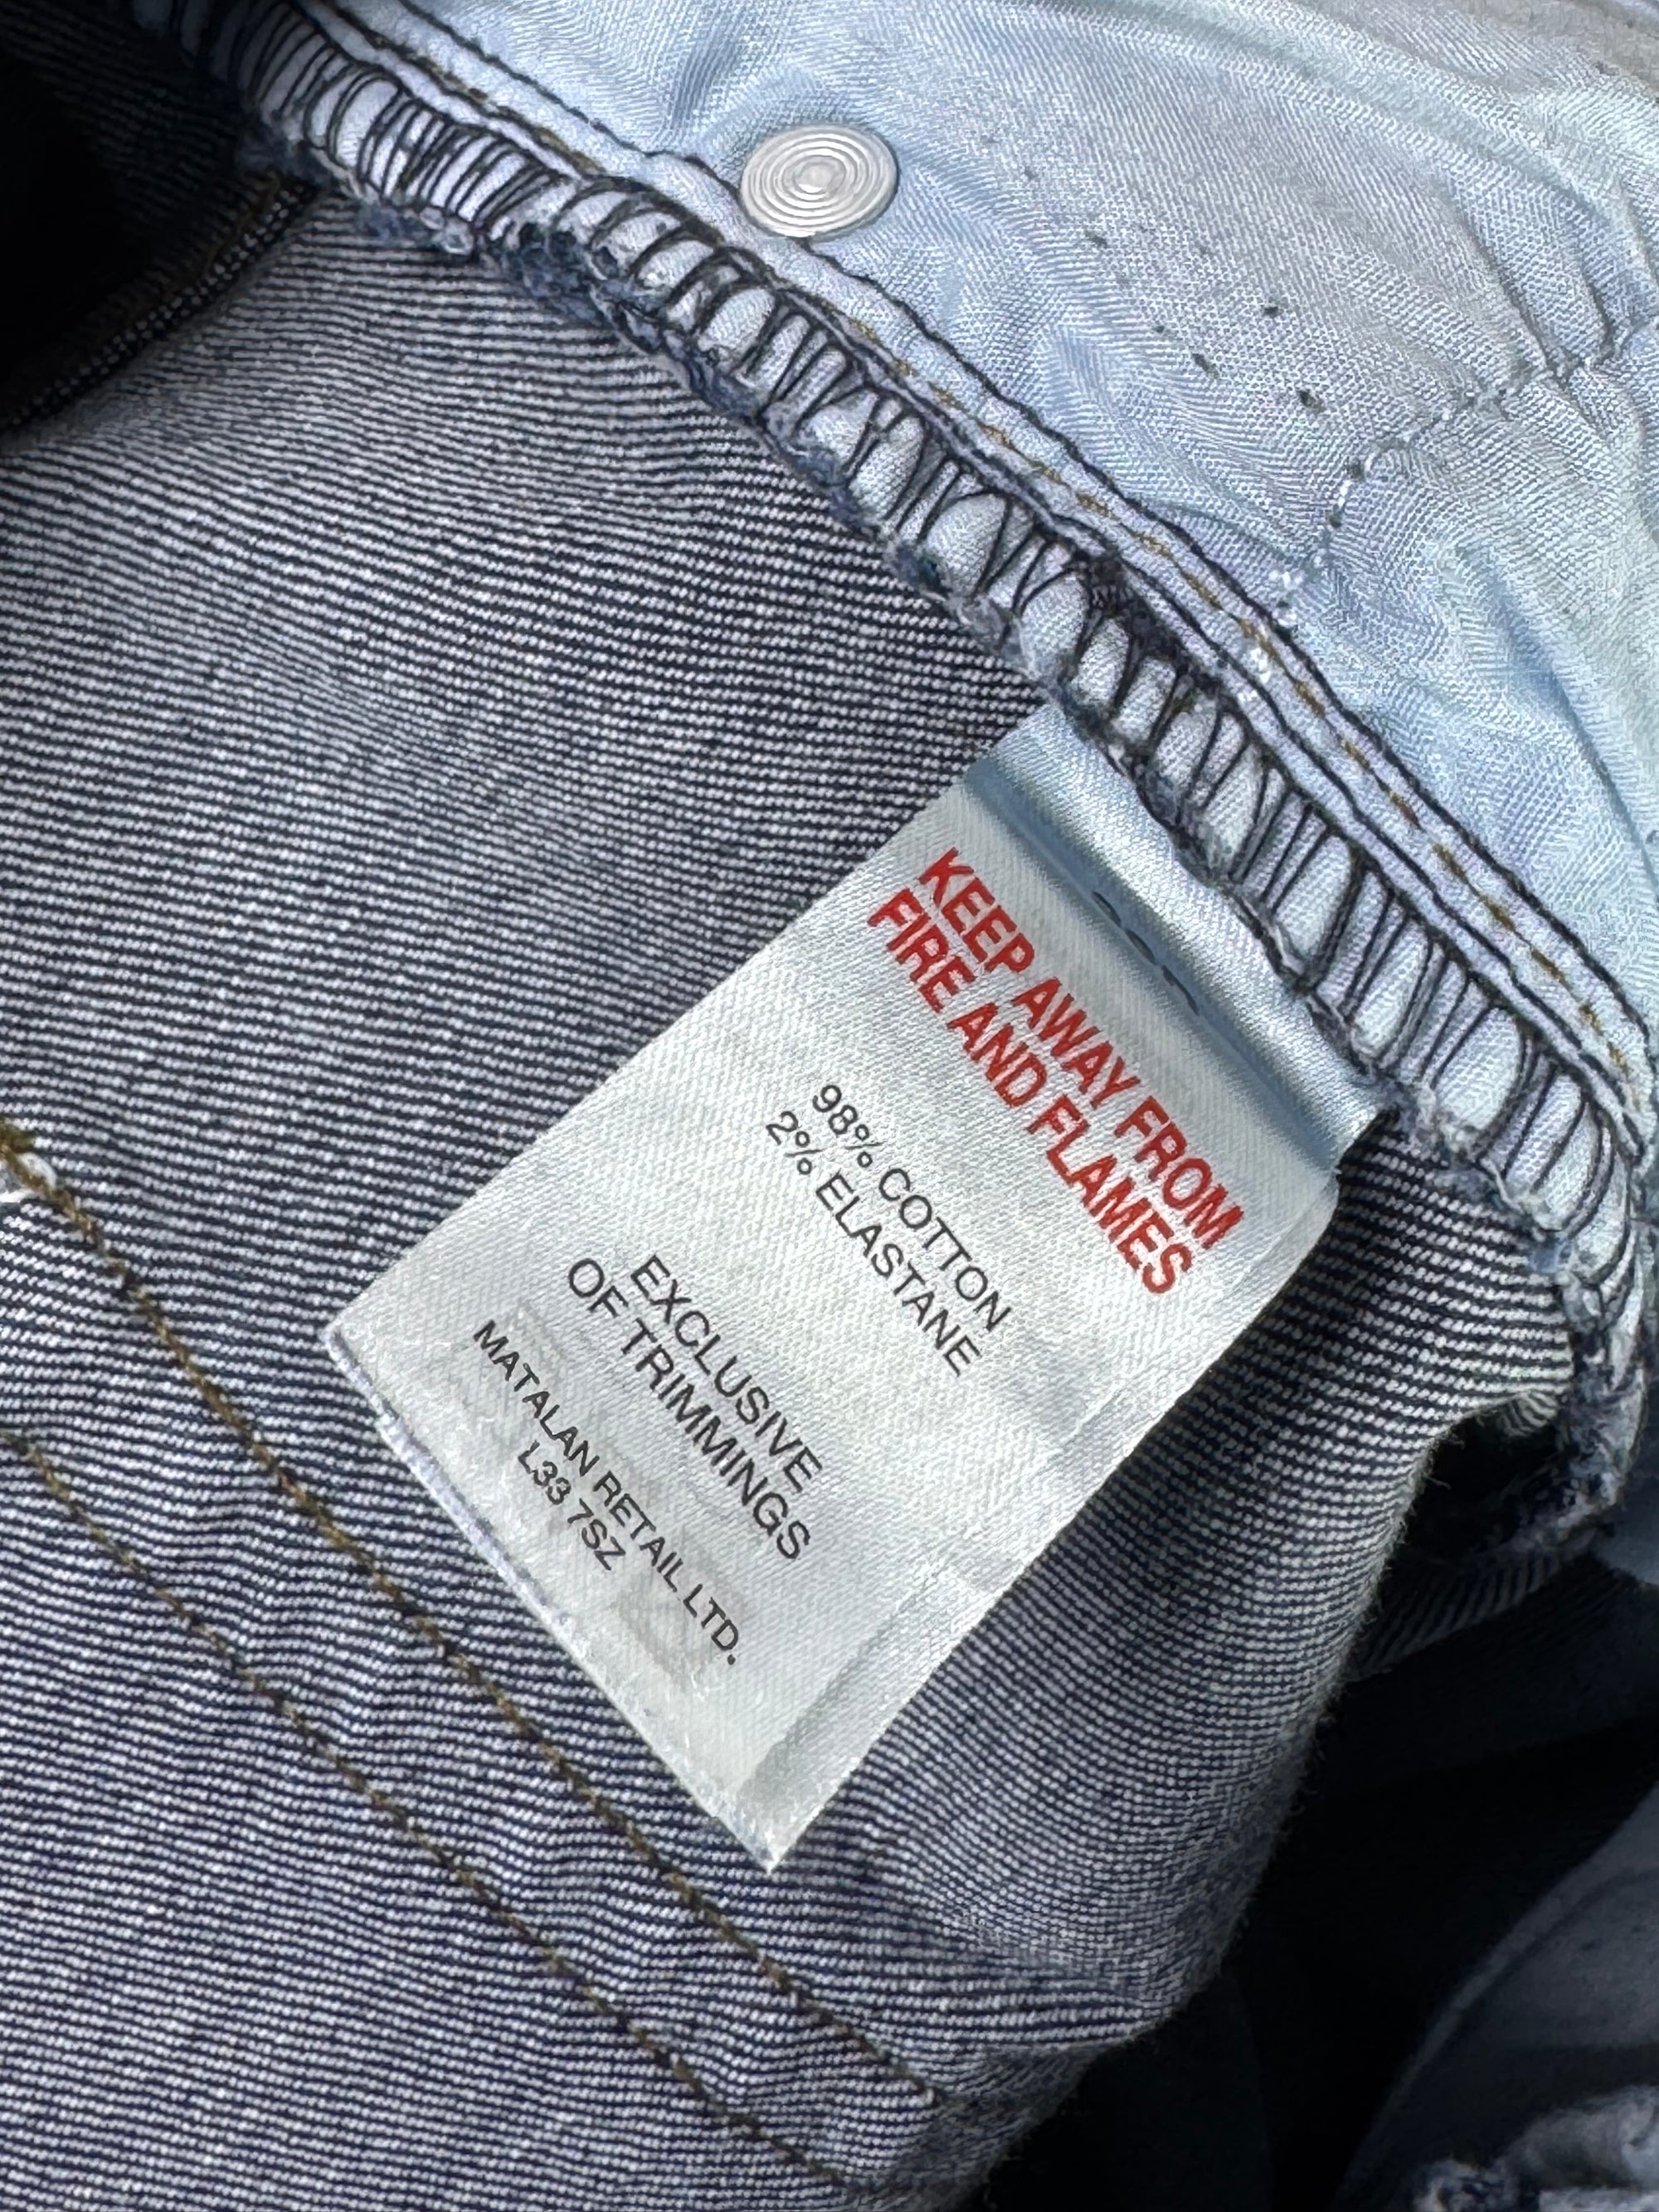 KEEP AWAY FROM
FIRE AND FLAMES
98% COTTON
2% ELASTANE
EXCLUSIVE
OF TRIMMINGS
MATALAN RETAIL LTD.
L33 7SZ